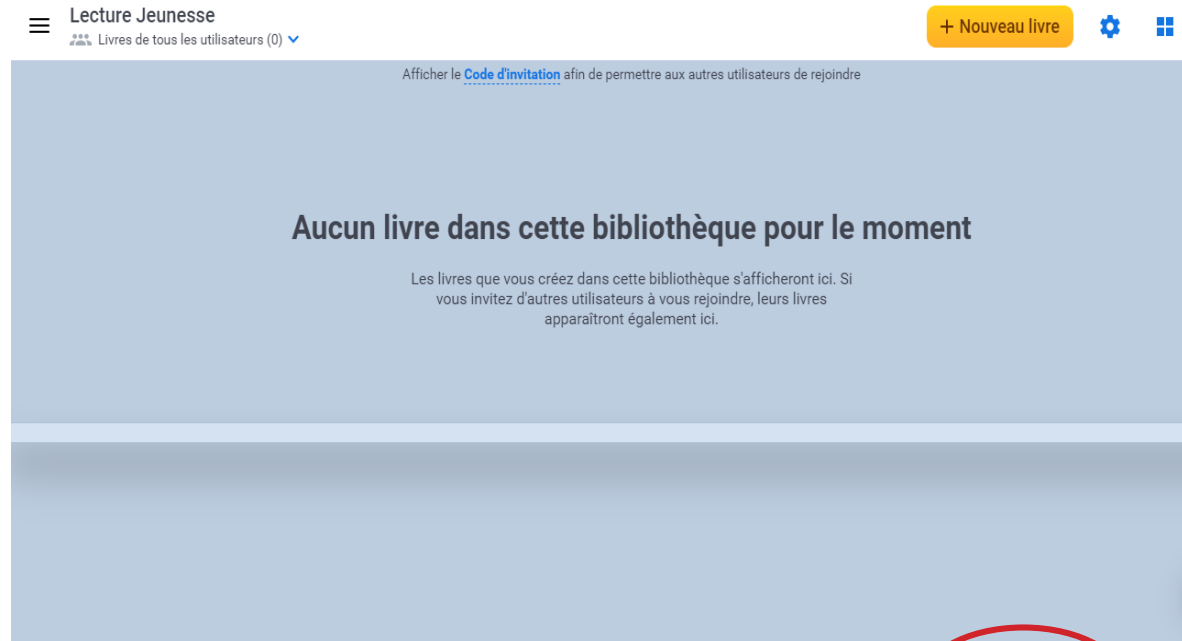 Lecture Jeunesse
Livres de tous les utilisateurs (0)
+ Nouveau livre
Afficher le Code d'invitation afin de permettre aux autres utilisateurs de rejoindre
Aucun livre dans cette bibliothèque pour le moment
Les livres que vous créez dans cette bibliothèque s'afficheront ici. Si
vous invitez d'autres utilisateurs à vous rejoindre, leurs livres
apparaîtront également ici.